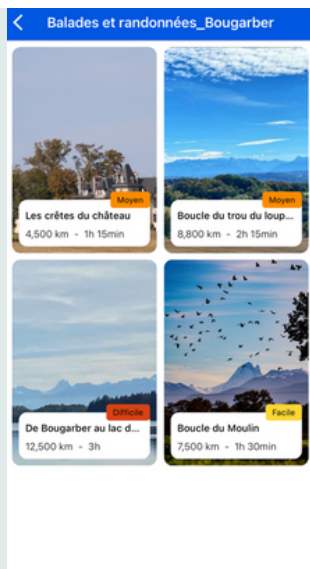 Balades et randonnées_Bougarber
Moyen
Les crêtes du château
4,500 km - 1h 15min
Moyen
Boucle du trou du loup...
8,800 km - 2h 15min
Difficile
De Bougarber au lac d...
12,500 km - 3h
Facile
Boucle du Moulin
7,500 km - 1h 30min